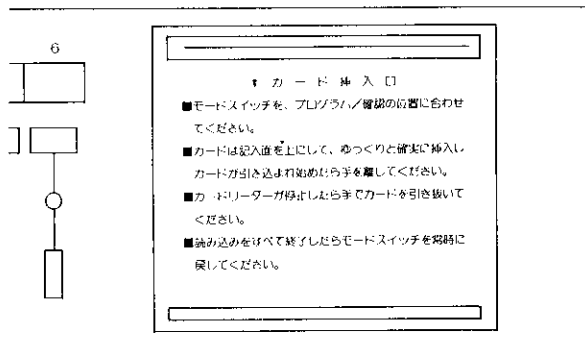 6
カード挿入口
■モードスイッチを、プログラム/確認の位置に合わせ
てください。
■カードは記入面を上にして、ゆっくりと確実に挿入し
カードが引き込まれ始めたら手を離してください。
■カードリーダーが停止したら手でカードを引き抜いて
ください。
■読み込みをすべて終了したらモードスイッチを常時に
戻してください。